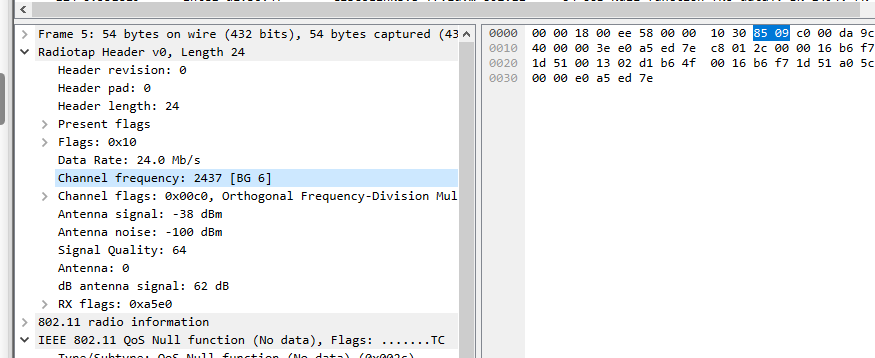 Frame 5: 54 bytes on wire (432 bits), 54 bytes captured (43
Radiotap Header v0, Length 24
Header revision: 0
Header pad: 0
Header length: 24
Present flags
Flags: 0x10
Data Rate: 24.0 Mb/s
Channel frequency: 2437 [BG 6]
Channel flags: 0x00c0, Orthogonal Frequency-Division Mul
Antenna signal: -38 dBm
Antenna noise: -100 dBm
Signal Quality: 64
Antenna: 0
dB antenna signal: 62 dB
RX flags: 0xa5e0
802.11 radio information
IEEE 802.11 QoS Null function (No data), Flags: .......TC
Type/Subtype: QoS Null function (No data) (0x002c)
0000 00 00 18 00 ee 58 00 00 10 30 85 09 c0 00 da 9c
0010 40 00 00 3e e0 a5 ed 7e c8 01 2c 00 00 16 b6 f7
0020 1d 51 00 13 02 d1 b6 4f 00 16 b6 f7 1d 51 a0 5c
0030 00 00 e0 a5 ed 7e